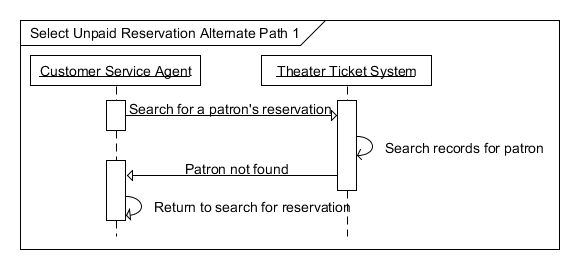 Select Unpaid Reservation Alternate Path 1
Customer Service Agent
Theater Ticket System
Search for a patron's reservation
Search records for patron
Patron not found
Return to search for reservation